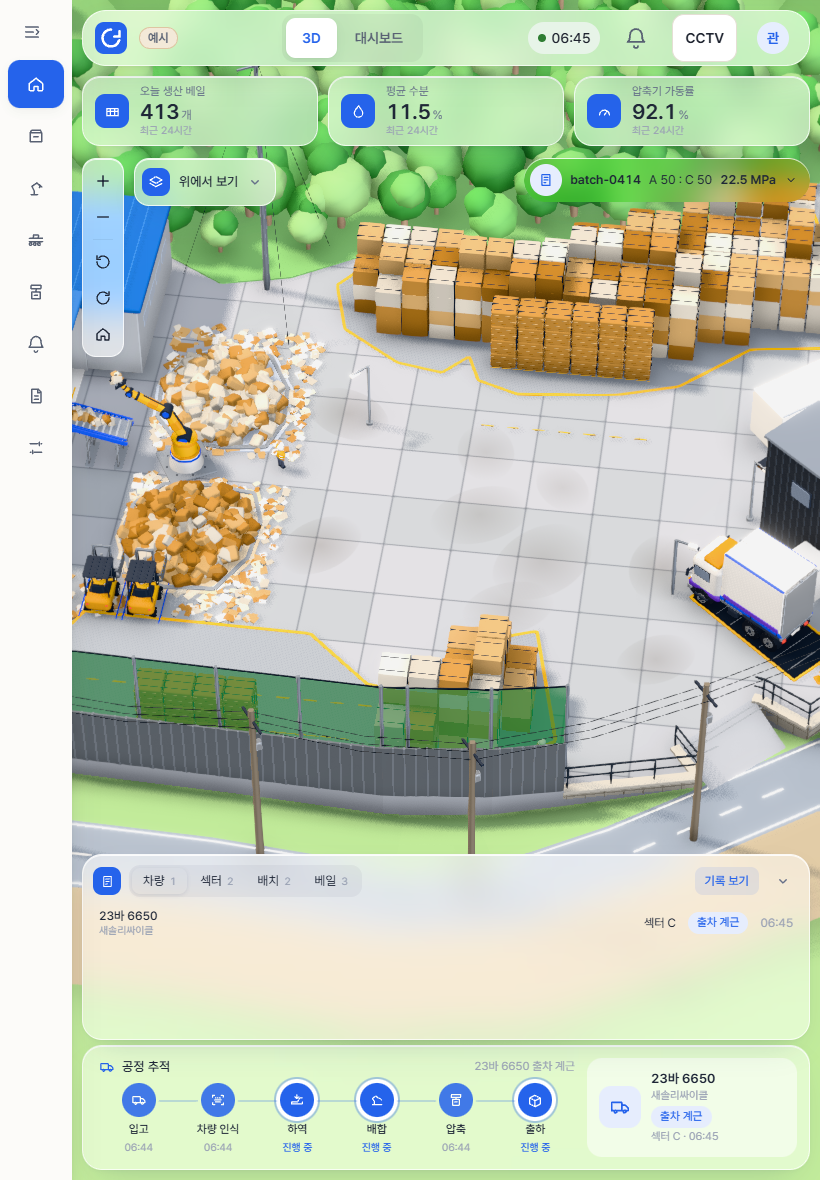 예시
3D
대시보드
06:45
CCTV
관
오늘 생산 베일
413개
최근 24시간
평균 수분
11.5%
최근 24시간
압축기 가동률
92.1%
최근 24시간
위에서 보기
batch-0414 A 50 : C 50 22.5 MPa
차량 1
섹터 2
배치 2
베일 3
기록 보기
23바 6650
새솔리싸이클
섹터 C 출차 계근 06:45
공정 추적
23바 6650 출차 계근
입고
06:44
차량 인식
06:44
하역
진행 중
배합
진행 중
압축
06:44
출하
진행 중
23바 6650
새솔리싸이클
출차 계근
섹터 C · 06:45